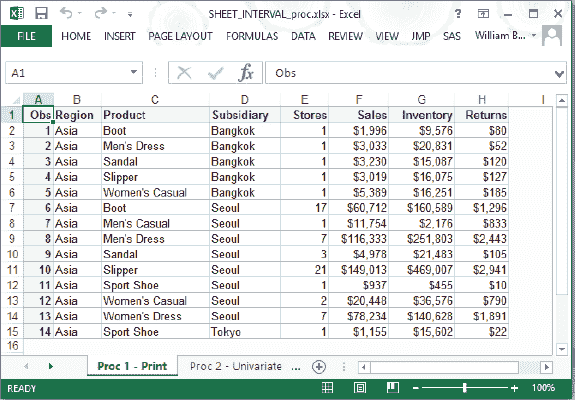 SHEET_INTERVAL_proc.xlsx - Excel
FILE HOME INSERT PAGE LAYOUT FORMULAS DATA REVIEW VIEW JMP SAS William B...
A1 fx Obs
A B C D E F G H I
1 Obs Region Product Subsidiary Stores Sales Inventory Returns
2 1 Asia Boot Bangkok 1 $1,996 $9,576 $80
3 2 Asia Men's Dress Bangkok 1 $3,033 $20,831 $52
4 3 Asia Sandal Bangkok 1 $3,230 $15,087 $120
5 4 Asia Slipper Bangkok 1 $3,019 $16,075 $127
6 5 Asia Women's Casual Bangkok 1 $5,389 $16,251 $185
7 6 Asia Boot Seoul 17 $60,712 $160,589 $1,296
8 7 Asia Men's Casual Seoul 1 $11,754 $2,176 $833
9 8 Asia Men's Dress Seoul 7 $116,333 $251,803 $2,443
10 9 Asia Sandal Seoul 3 $4,978 $21,483 $105
11 10 Asia Slipper Seoul 21 $149,013 $469,007 $2,941
12 11 Asia Sport Shoe Seoul 1 $937 $455 $10
13 12 Asia Women's Casual Seoul 2 $20,448 $36,576 $790
14 13 Asia Women's Dress Seoul 7 $78,234 $140,628 $1,891
15 14 Asia Sport Shoe Tokyo 1 $1,155 $15,602 $22
16
Proc 1 - Print Proc 2 - Univariate ...
READY 100%